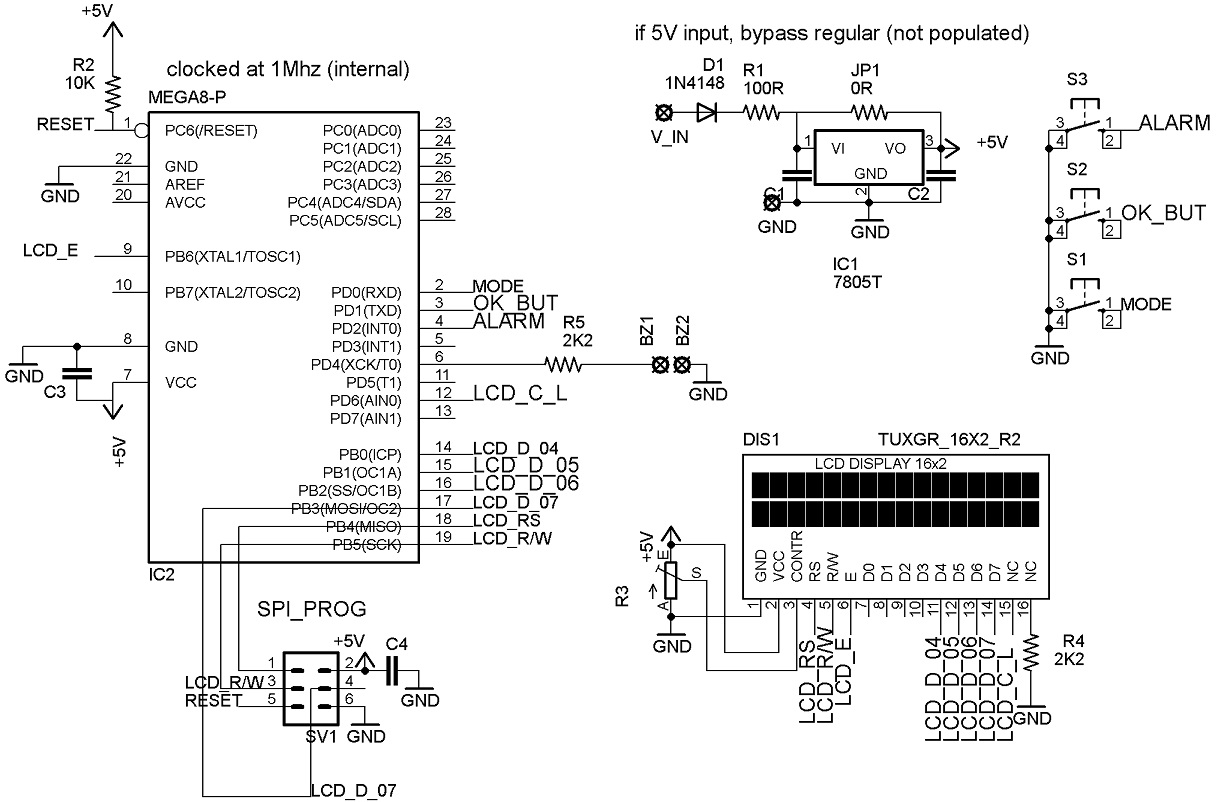 +5V
if 5V input, bypass regular (not populated)
R2
10K
clocked at 1Mhz (internal)
MEGA8-P
RESET
1
PC6(/RESET)
22
GND
21
AREF
20
AVCC
GND
LCD_E
9
PB6(XTAL1/TOSC1)
10
PB7(XTAL2/TOSC2)
8
GND
GND
C3
7
VCC
+5V
PC0(ADC0)
23
PC1(ADC1)
24
PC2(ADC2)
25
PC3(ADC3)
26
PC4(ADC4/SDA)
27
PC5(ADC5/SCL)
28
PD0(RXD)
2
MODE
PD1(TXD)
3
OK_BUT
PD2(INT0)
4
ALARM
PD3(INT1)
5
PD4(XCK/T0)
6
PD5(T1)
11
PD6(AIN0)
12
LCD_C_L
PD7(AIN1)
13
PB0(ICP)
14
LCD_D_04
PB1(OC1A)
15
LCD_D_05
PB2(SS/OC1B)
16
LCD_D_06
PB3(MOSI/OC2)
17
LCD_D_07
PB4(MISO)
18
LCD_RS
PB5(SCK)
19
LCD_R/W
IC2
R5
2K2
BZ1
BZ2
GND
D1
1N4148
R1
100R
JP1
0R
V_IN
1
VI
VO
3
+5V
GND
2
C1
C2
GND
GND
IC1
7805T
S3
3
1
ALARM
4
2
S2
3
1
OK_BUT
4
2
S1
3
1
MODE
4
2
GND
SPI_PROG
+5V
C4
1
2
LCD_R/W
3
4
RESET
5
6
GND
GND
SV1
LCD_D_07
DIS1
TUXGR_16X2_R2
LCD DISPLAY 16x2
+5V
E
S
A
R3
GND
GND
VCC
CONTR
RS
R/W
E
D0
D1
D2
D3
D4
D5
D6
D7
NC
NC
1
2
3
4
5
6
7
8
9
10
11
12
13
14
15
16
LCD_RS
LCD_R/W
LCD_E
LCD_D_04
LCD_D_05
LCD_D_06
LCD_D_07
LCD_C_L
R4
2K2
GND